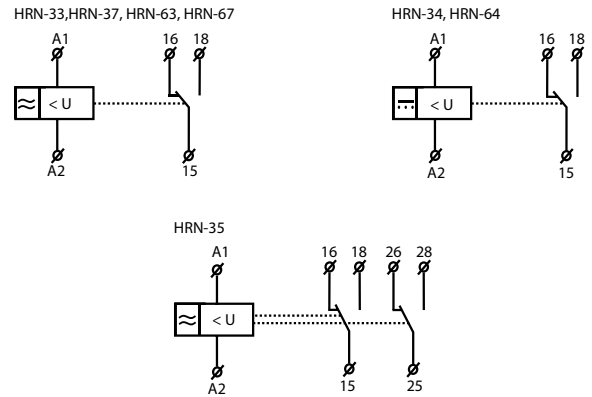 HRN-33,HRN-37, HRN-63, HRN-67
A1 16 18
< U
A2 15
HRN-34, HRN-64
A1 16 18
< U
A2 15
HRN-35
A1 16 18 26 28
< U
A2 15 25